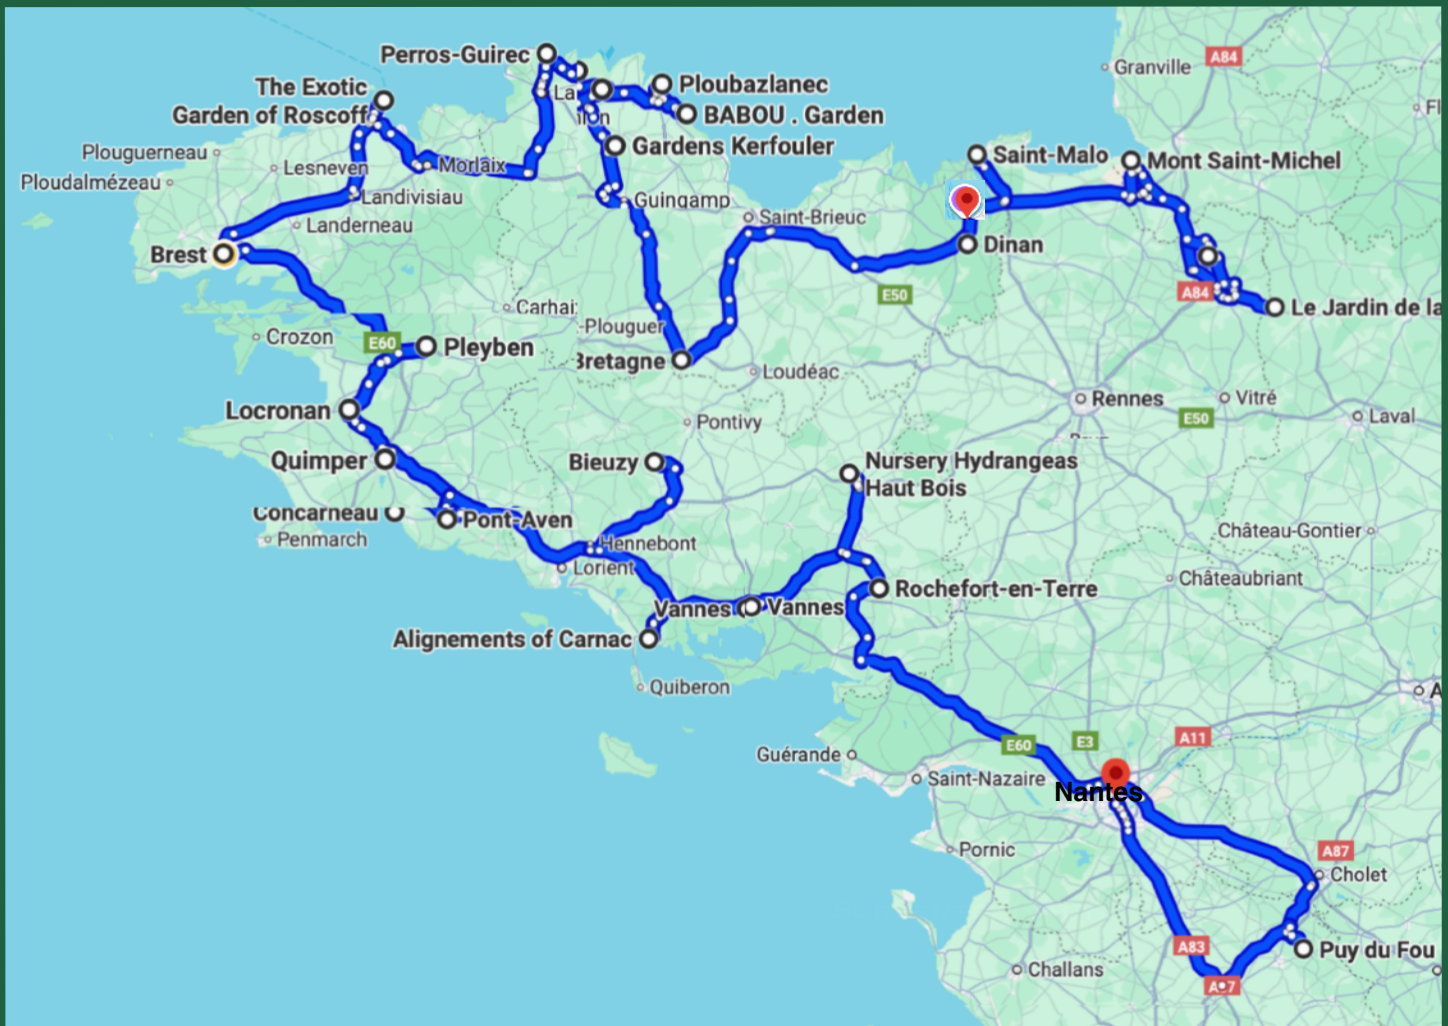 A84
Granville
Fl
Perros-Guirec
The Exotic
Garden of Roscoff
La
Ploubazlanec
BABOU . Garden
Gardens Kerfouler
Plouguerneau
Lesneven
Morlaix
Ploudalmézeau
Landivisiau
Landerneau
Guingamp
Saint-Brieuc
Saint-Malo
Mont Saint-Michel
Dinan
Brest
E50
A84
Le Jardin de la
Carhai
-Plouguer
Crozon
E60
Pleyben
Bretagne
Loudéac
Rennes
Vitré
Laval
E50
Locronan
Pontivy
Quimper
Bieuzy
Nursery Hydrangeas
Haut Bois
Concarneau
Pont-Aven
Penmarch
Hennebont
Lorient
Château-Gontier
Châteaubriant
Rochefort-en-Terre
Vannes
Vannes
Alignements of Carnac
Quiberon
A
Guérande
E60
E3
A11
Saint-Nazaire
Nantes
Pornic
A87
Cholet
A83
Puy du Fou
Challans